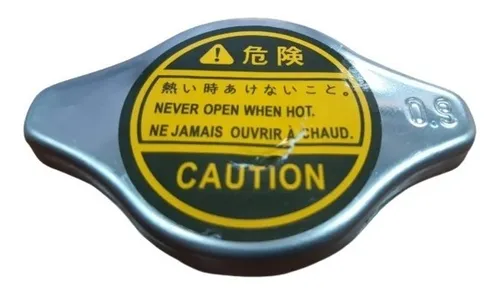 危険
熱い時あけないこと。
NEVER OPEN WHEN HOT.
NE JAMAIS OUVRIR À CHAUD.
CAUTION
0.9